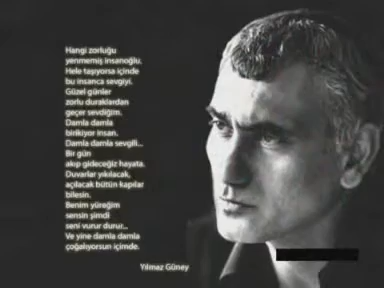 Hangi zorluğu
yenmemiş insanoğlu.
Hele taşıyorsa içinde
bu insanca sevgiyi.
Güzel günler
zorlu duraklardan
geçer sevdiğim.
Damla damla
birikiyor insan.
Damla damla sevgili...
Bir gün
akıp gideceğiz hayata.
Duvarlar yıkılacak,
açılacak bütün kapılar
bilesin.
Benim yüreğim
sensin şimdi
seni vurur durur...
Ve yine damla damla
çoğalıyorsun içimde.
Yılmaz Güney